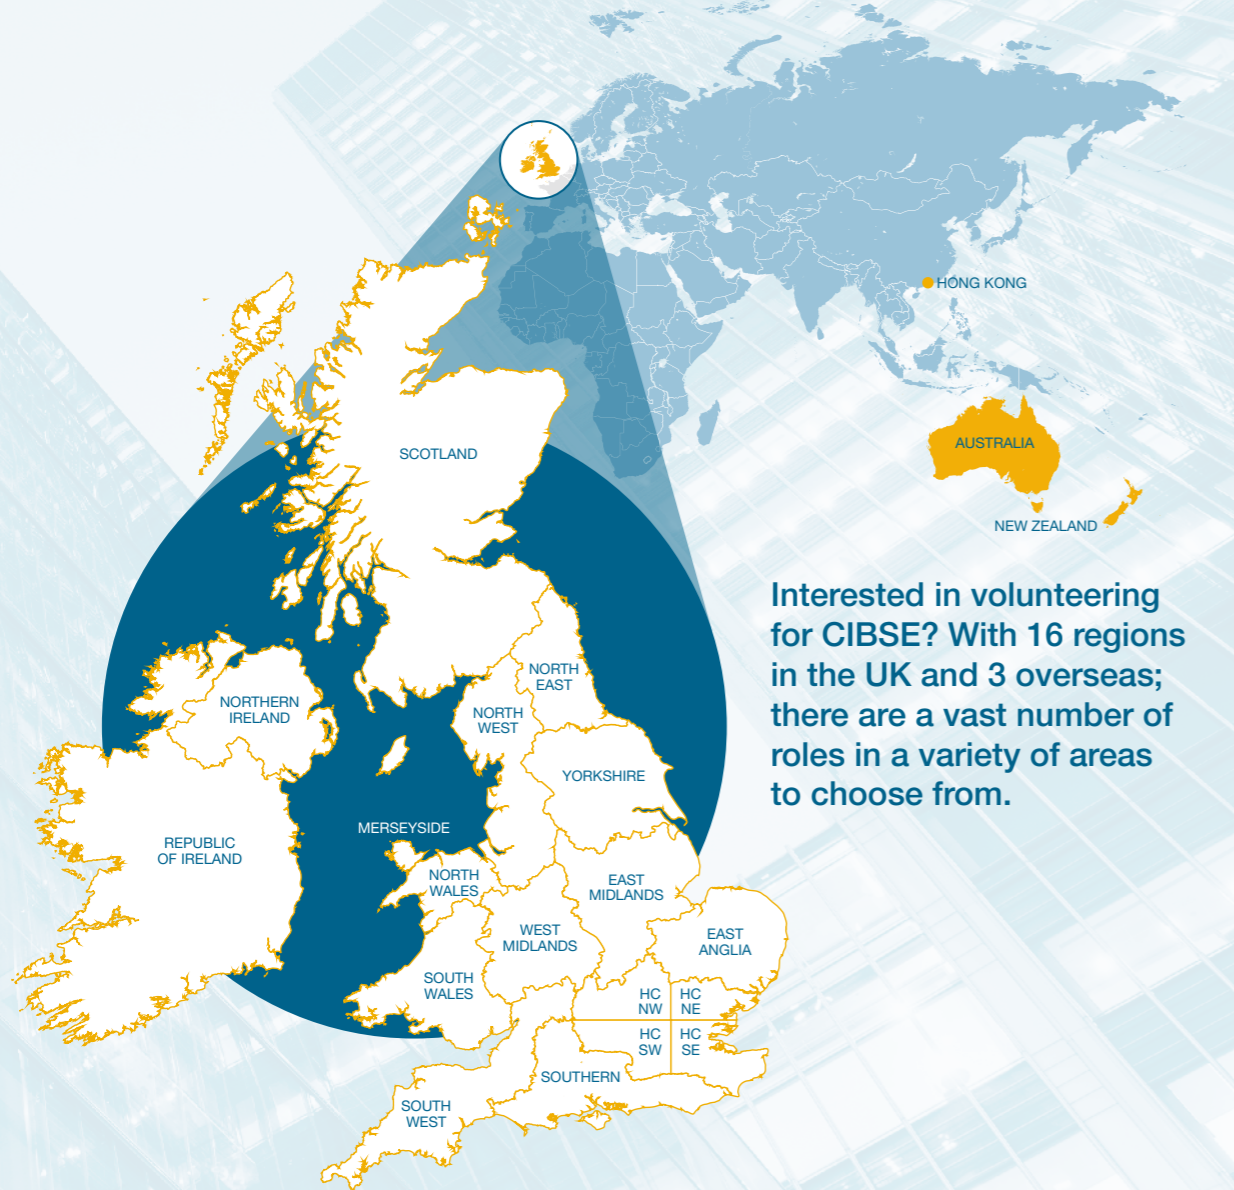 HONG KONG
AUSTRALIA
NEW ZEALAND
SCOTLAND
NORTH
EAST
NORTHERN
IRELAND
NORTH
WEST
YORKSHIRE
MERSEYSIDE
REPUBLIC
OF IRELAND
NORTH
WALES
EAST
MIDLANDS
WEST
MIDLANDS
EAST
ANGLIA
SOUTH
WALES
HC
NW
HC
NE
HC
SW
HC
SE
SOUTHERN
SOUTH
WEST
Interested in volunteering
for CIBSE? With 16 regions
in the UK and 3 overseas;
there are a vast number of
roles in a variety of areas
to choose from.